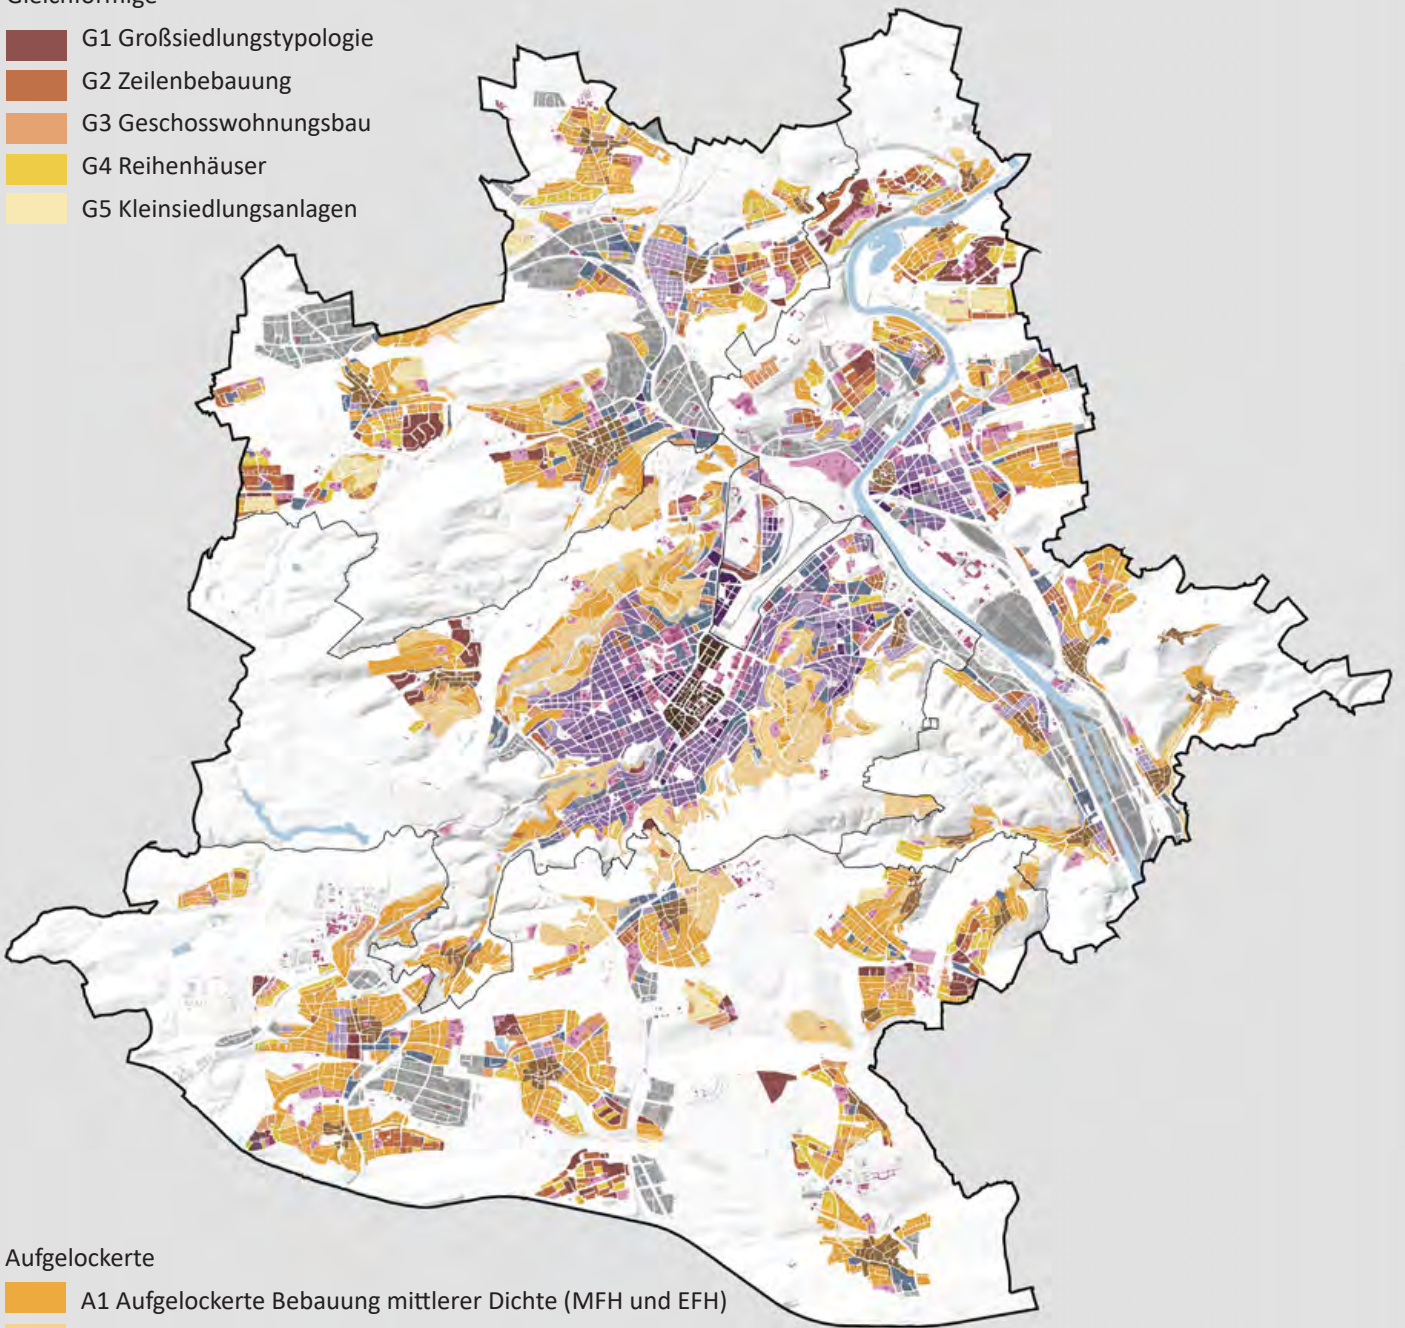 Gleichförmige
G1 Großsiedlungstypologie
G2 Zeilenbebauung
G3 Geschosswohnungsbau
G4 Reihenhäuser
G5 Kleinsiedlungsanlagen
Aufgelockerte
A1 Aufgelockerte Bebauung mittlerer Dichte (MFH und EFH)